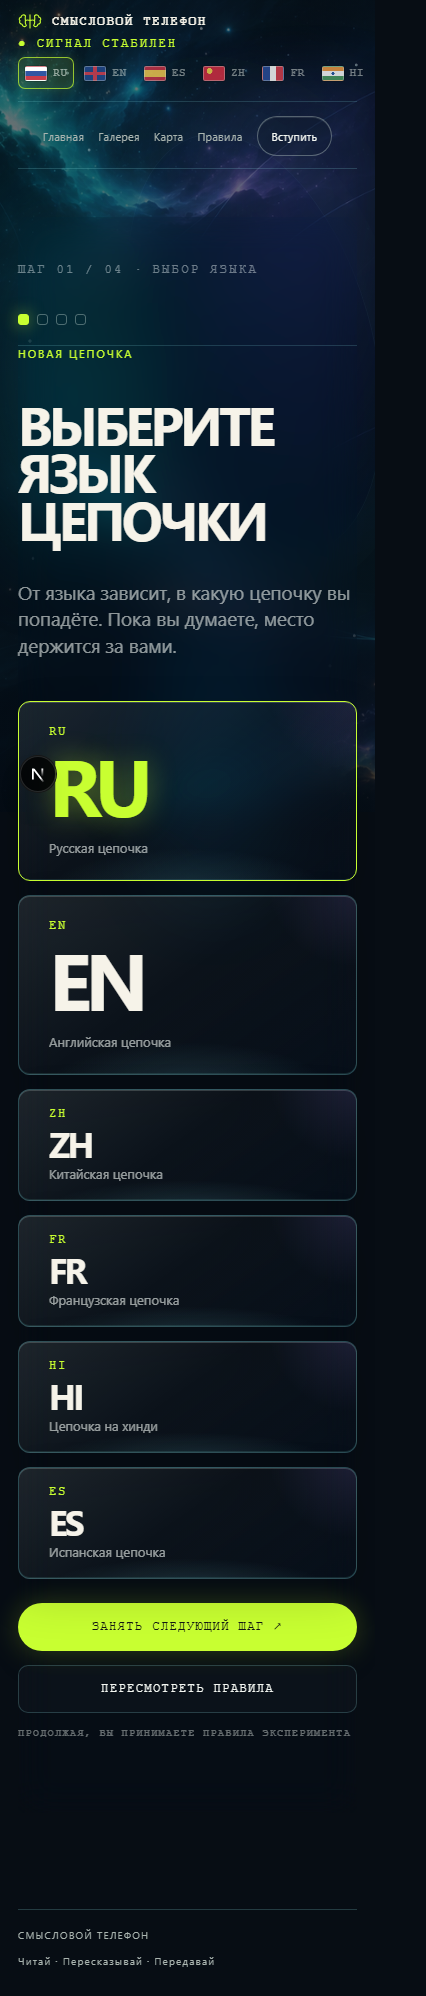 СМЫСЛОВОЙ ТЕЛЕФОН
СИГНАЛ СТАБИЛЕН
RU EN ES ZH FR HI
Главная Галерея Карта Правила Вступить
ШАГ 01 / 04 · ВЫБОР ЯЗЫКА
НОВАЯ ЦЕПОЧКА
ВЫБЕРИТЕ
ЯЗЫК
ЦЕПОЧКИ
От языка зависит, в какую цепочку вы
попадёте. Пока вы думаете, место
держится за вами.
RU
N
RU
Русская цепочка
EN
EN
Английская цепочка
ZH
ZH
Китайская цепочка
FR
FR
Французская цепочка
HI
HI
Цепочка на хинди
ES
ES
Испанская цепочка
ЗАНЯТЬ СЛЕДУЮЩИЙ ШАГ ↗
ПЕРЕСМОТРЕТЬ ПРАВИЛА
ПРОДОЛЖАЯ, ВЫ ПРИНИМАЕТЕ ПРАВИЛА ЭКСПЕРИМЕНТА
СМЫСЛОВОЙ ТЕЛЕФОН
Читай · Пересказывай · Передавай